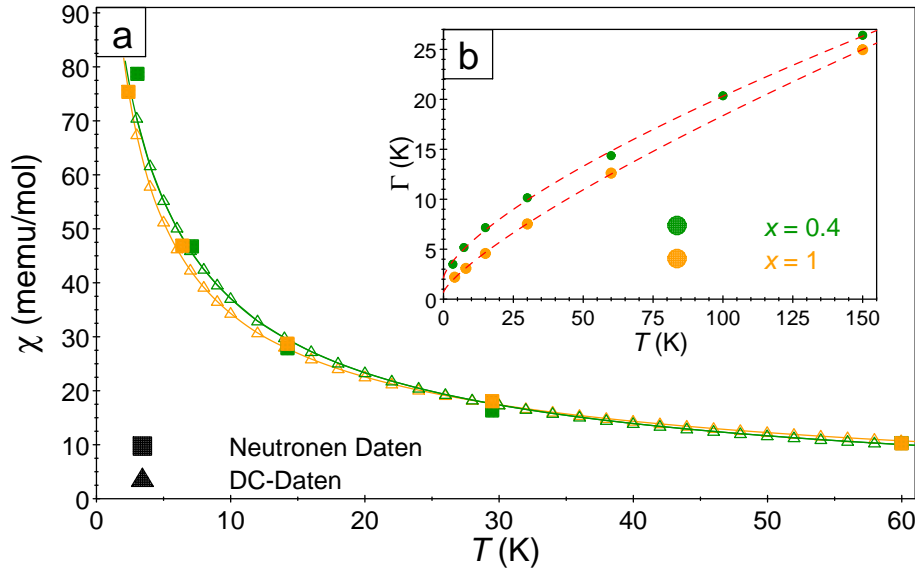 a
b
χ (memu/mol)
90
80
70
60
50
40
30
20
10
0
0 10 20 30 40 50 60
T (K)
Neutronen Daten
DC-Daten
Γ (K)
25
20
15
10
5
0
0 25 50 75 100 125 150
T (K)
x = 0.4
x = 1